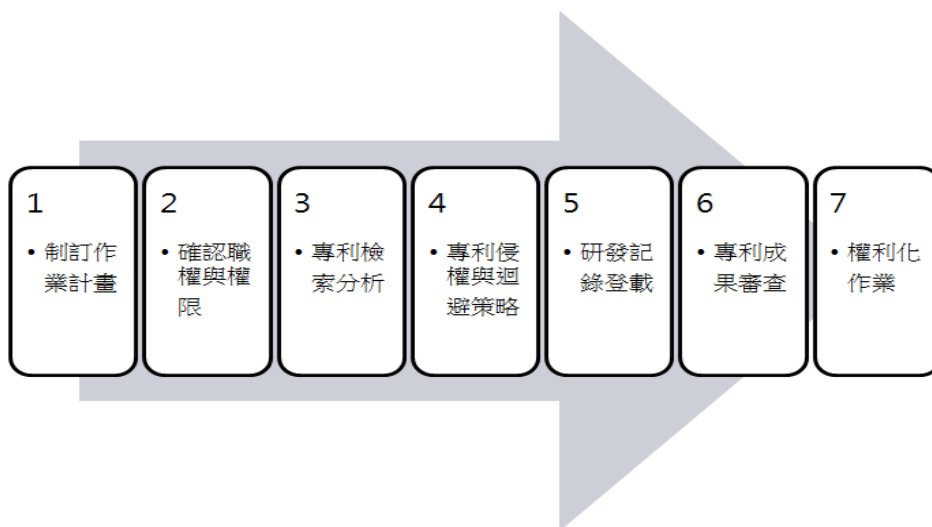 1
• 制訂作
業計畫
2
• 確認職
權與權
限
3
• 專利檢
索分析
4
• 專利侵
權與迴
避策略
5
• 研發記
錄登載
6
• 專利成
果審查
7
• 權利化
作業